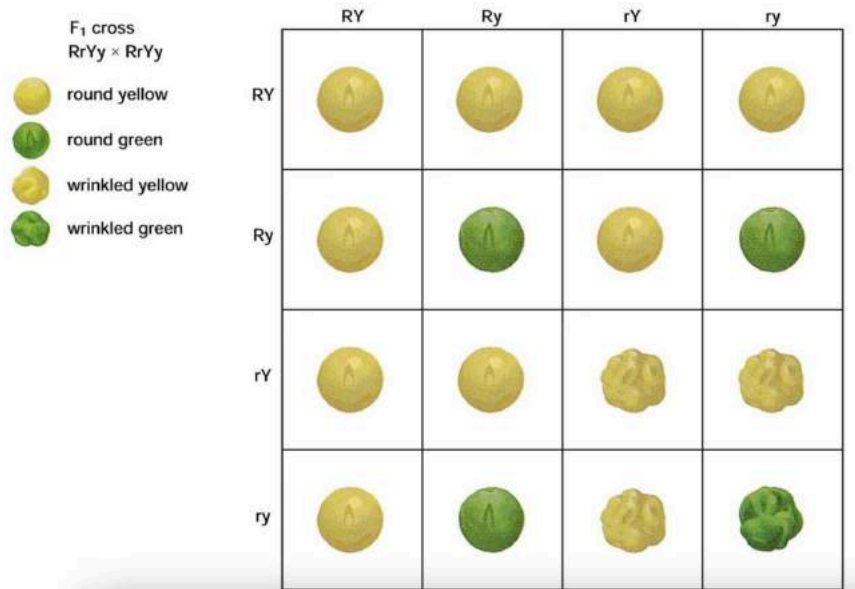 F₁ cross
RrYy × RrYy
round yellow
round green
wrinkled yellow
wrinkled green
RY Ry rY ry
RY
Ry
rY
ry